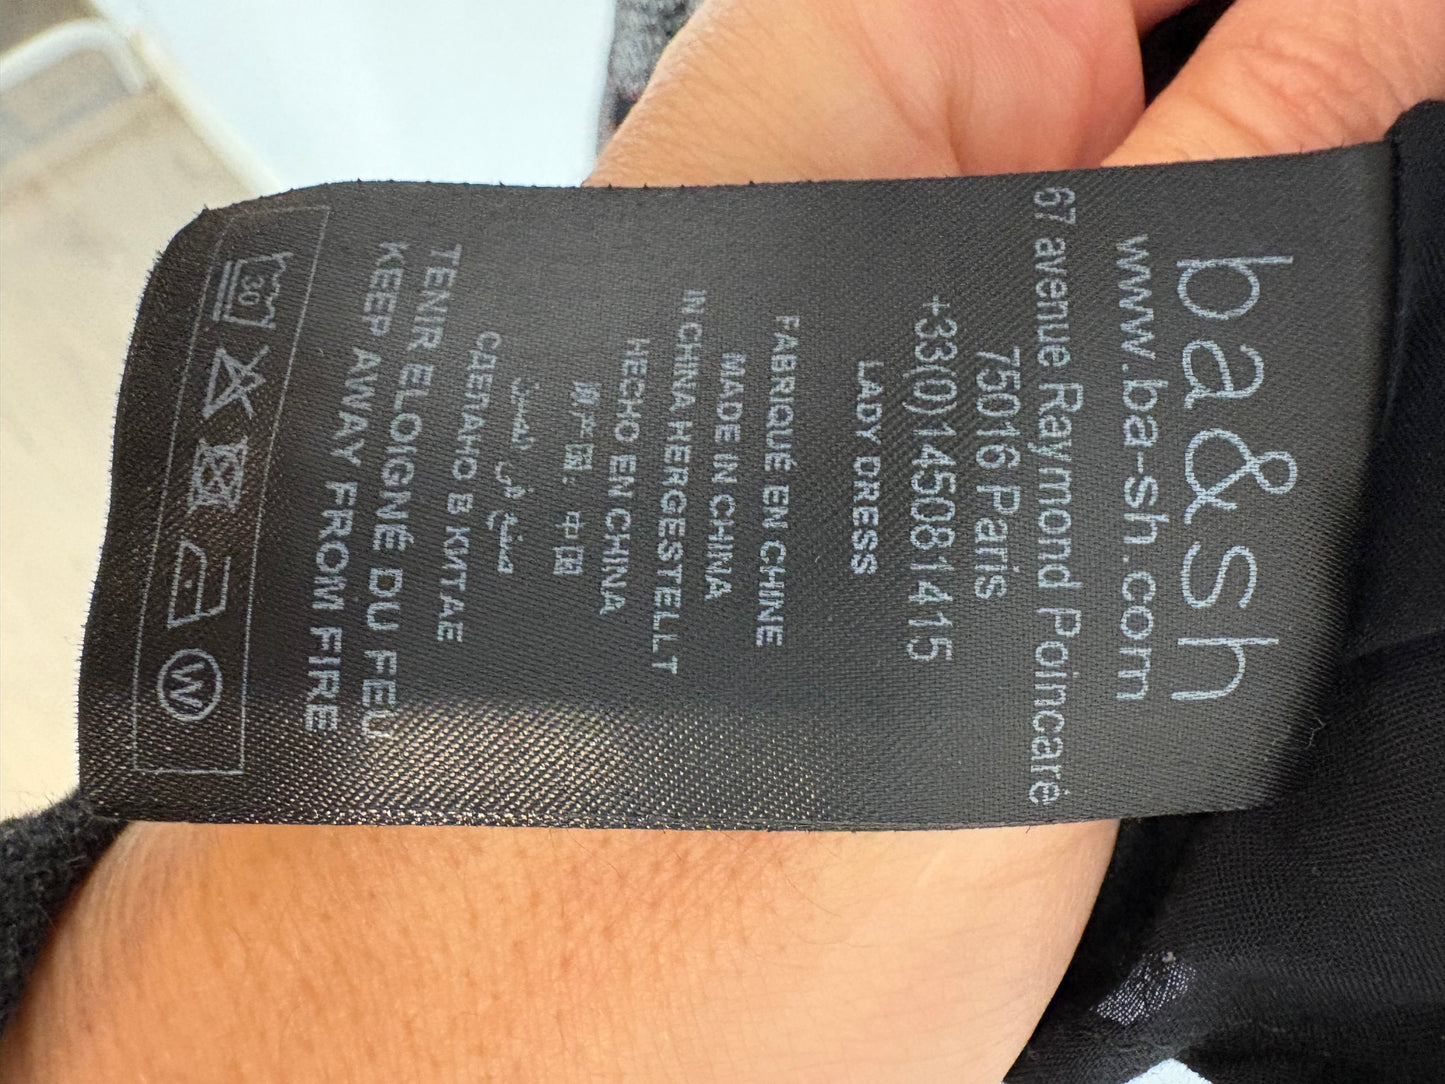 ba&sh
www.ba-sh.com
67 avenue Raymond Poincaré
75016 Paris
+33(0)145081415
LADY DRESS
FABRIQUÉ EN CHINE
MADE IN CHINA
IN CHINA HERGESTELLT
HECHO EN CHINA
国: 中国
صنع في الصين
СДЕЛАНО В КИТАЕ
TENIR ELOIGNÉ DU FEU
KEEP AWAY FROM FIRE
30 W